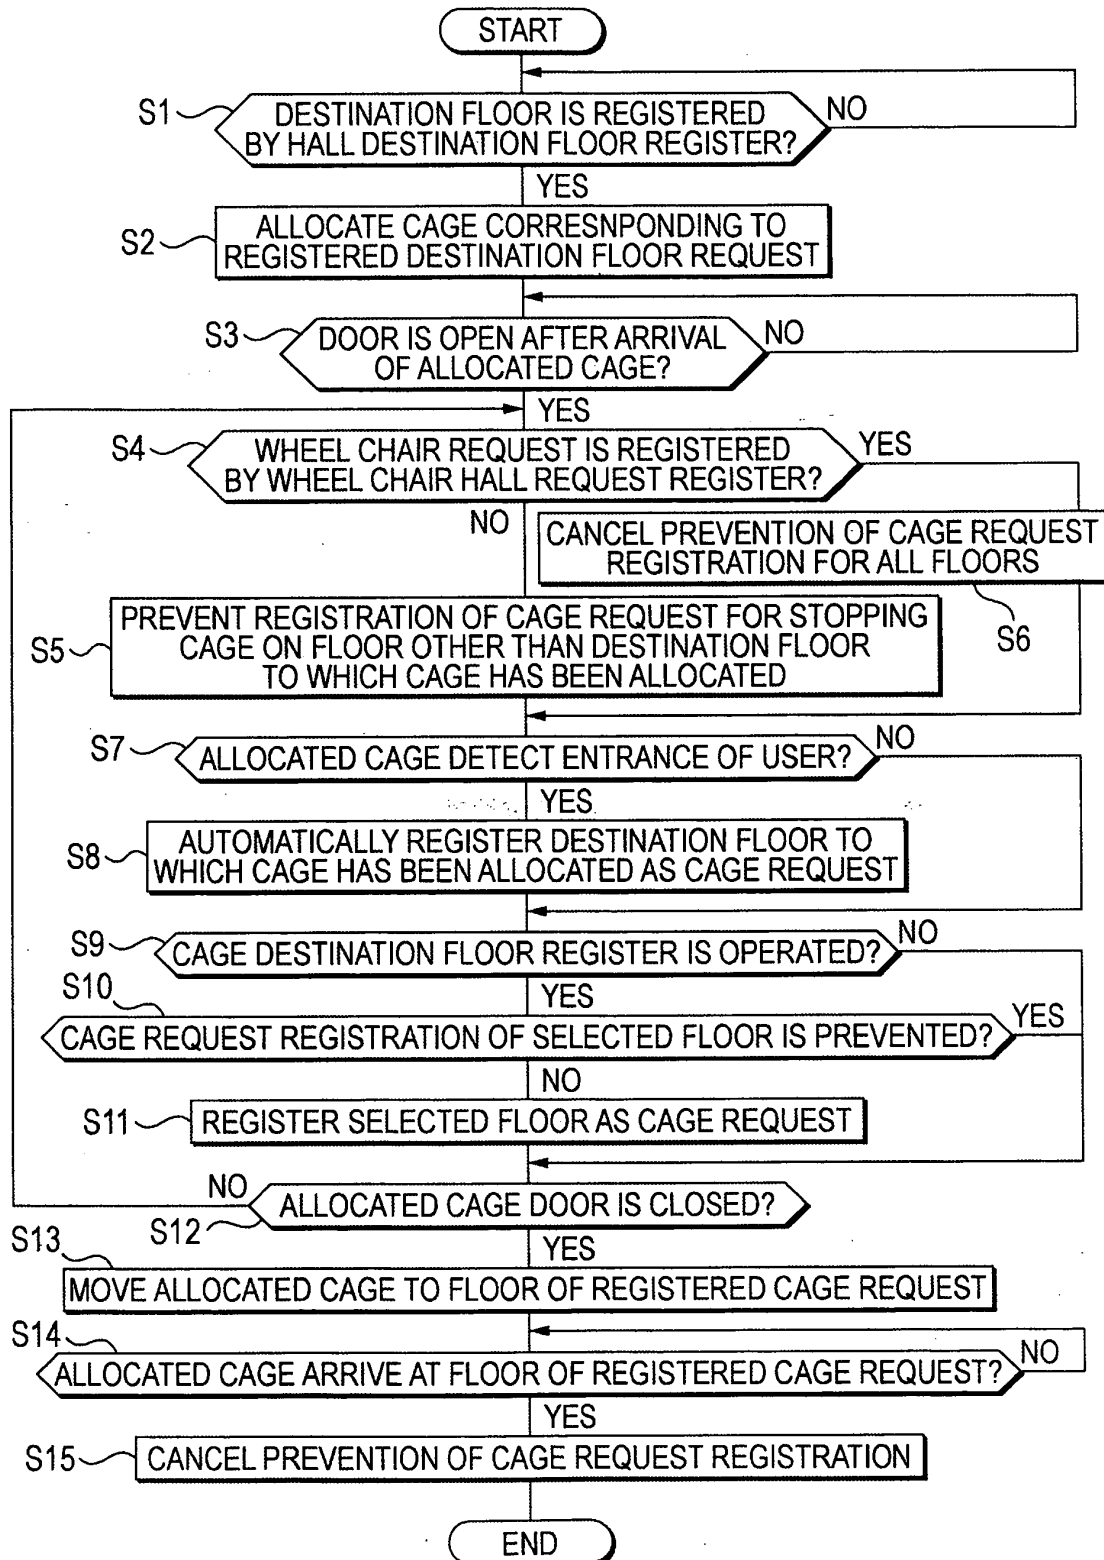 START
S1
DESTINATION FLOOR IS REGISTERED
BY HALL DESTINATION FLOOR REGISTER?
NO
YES
S2
ALLOCATE CAGE CORRESNPONDING TO
REGISTERED DESTINATION FLOOR REQUEST
S3
DOOR IS OPEN AFTER ARRIVAL
OF ALLOCATED CAGE?
NO
YES
S4
WHEEL CHAIR REQUEST IS REGISTERED
BY WHEEL CHAIR HALL REQUEST REGISTER?
YES
NO
CANCEL PREVENTION OF CAGE REQUEST
REGISTRATION FOR ALL FLOORS
S6
S5
PREVENT REGISTRATION OF CAGE REQUEST FOR STOPPING
CAGE ON FLOOR OTHER THAN DESTINATION FLOOR
TO WHICH CAGE HAS BEEN ALLOCATED
S7
ALLOCATED CAGE DETECT ENTRANCE OF USER?
NO
YES
S8
AUTOMATICALLY REGISTER DESTINATION FLOOR TO
WHICH CAGE HAS BEEN ALLOCATED AS CAGE REQUEST
S9
CAGE DESTINATION FLOOR REGISTER IS OPERATED?
NO
YES
S10
CAGE REQUEST REGISTRATION OF SELECTED FLOOR IS PREVENTED?
YES
NO
S11
REGISTER SELECTED FLOOR AS CAGE REQUEST
NO
ALLOCATED CAGE DOOR IS CLOSED?
S12
YES
S13
MOVE ALLOCATED CAGE TO FLOOR OF REGISTERED CAGE REQUEST
S14
ALLOCATED CAGE ARRIVE AT FLOOR OF REGISTERED CAGE REQUEST?
NO
YES
S15
CANCEL PREVENTION OF CAGE REQUEST REGISTRATION
END